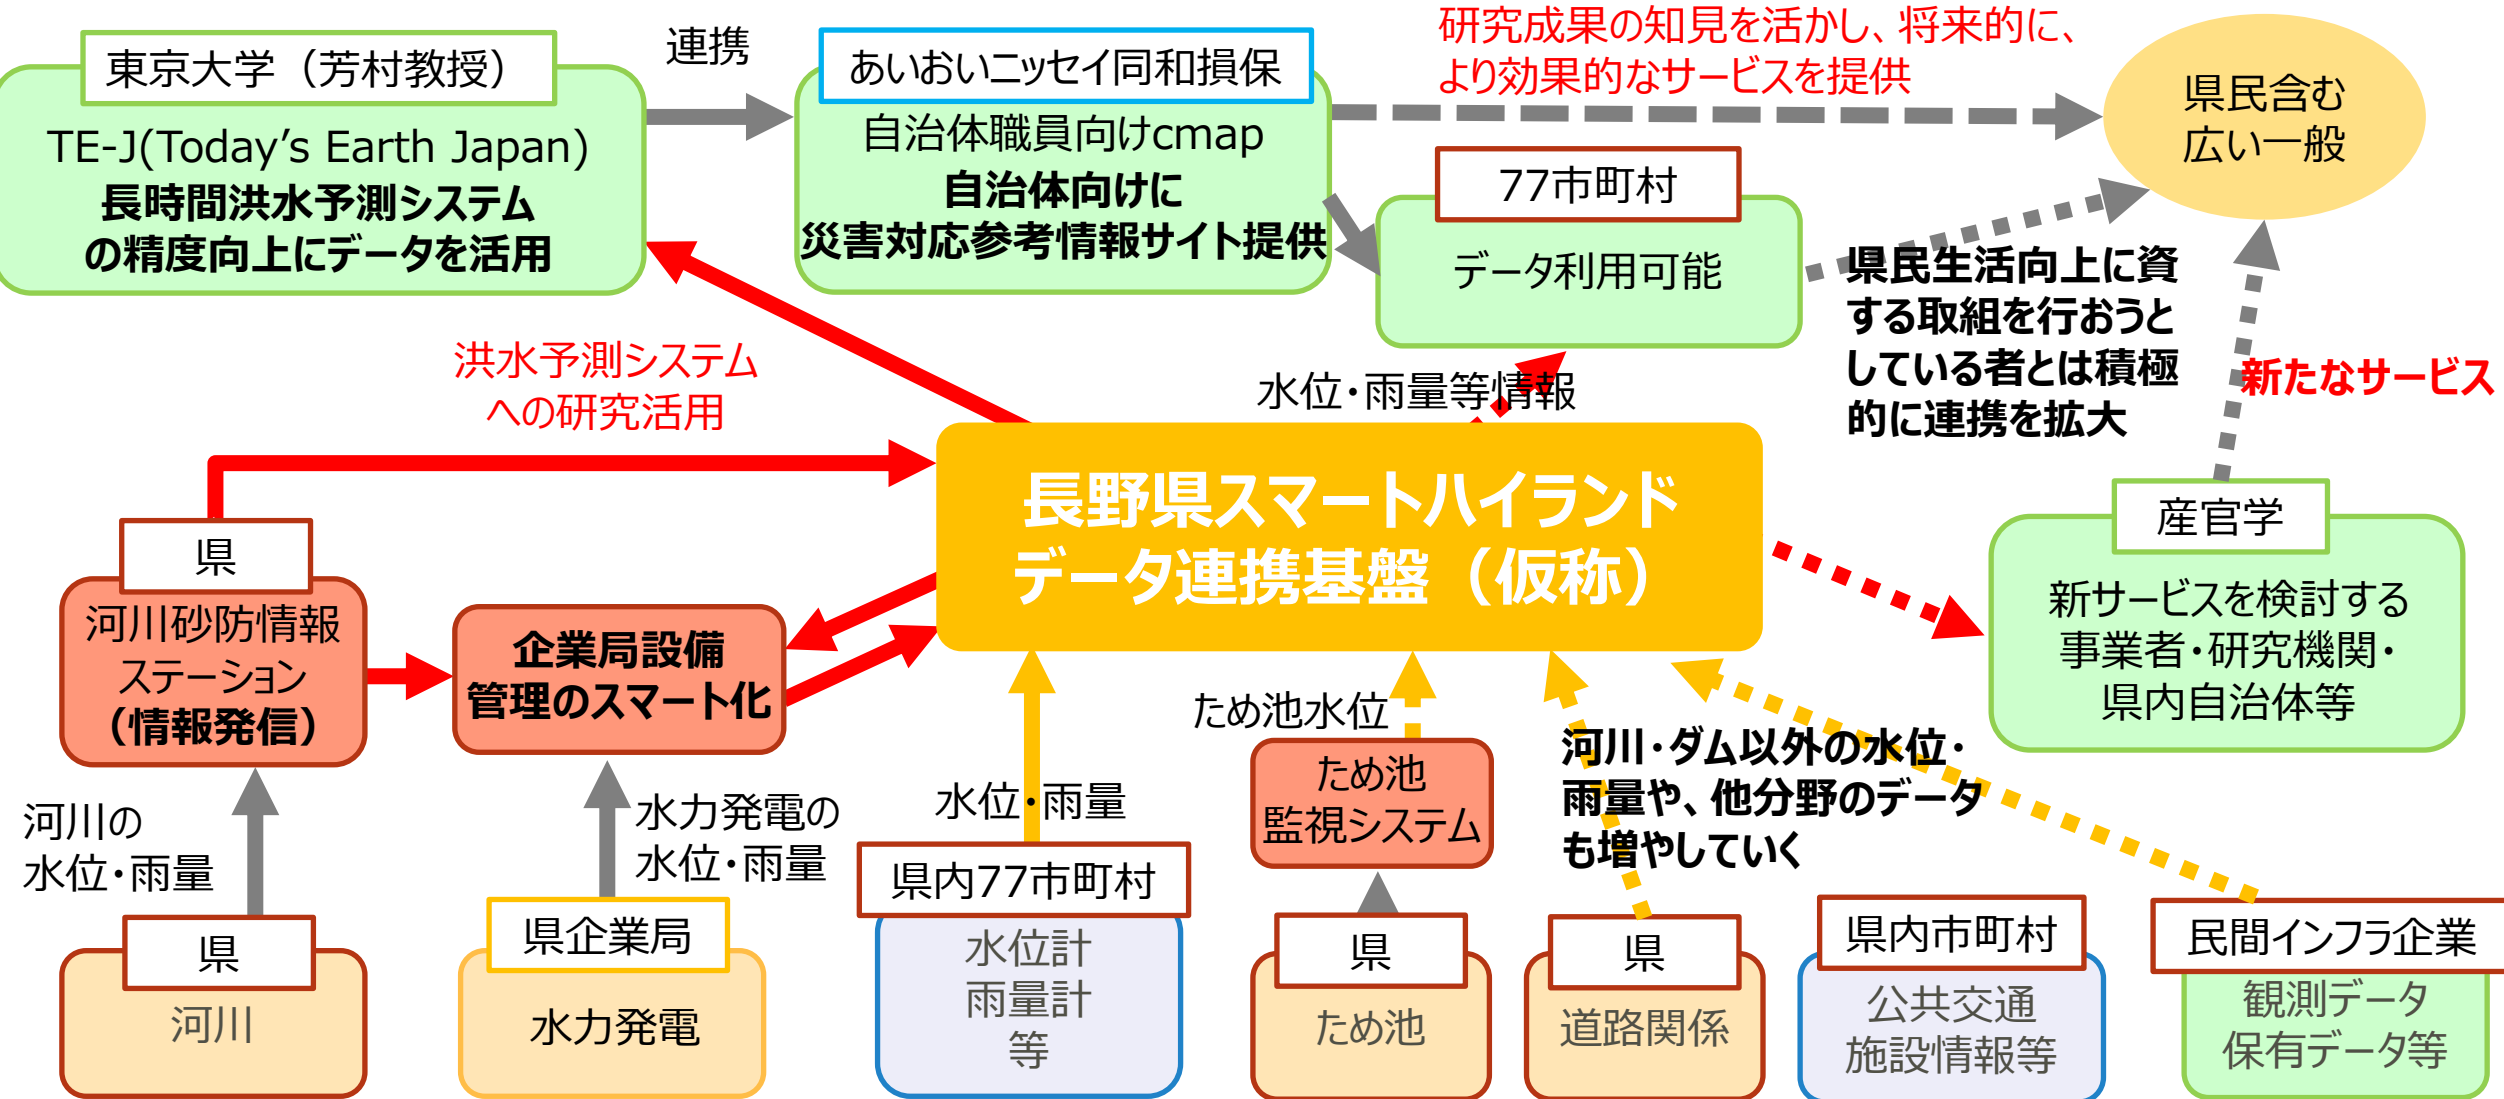 東京大学（芳村教授）
TE-J(Today's Earth Japan)
長時間洪水予測システム
の精度向上にデータを活用
連携
あいおいニッセイ同和損保
自治体職員向けcmap
自治体向けに
災害対応参考情報サイト提供
研究成果の知見を活かし、将来的に、
より効果的なサービスを提供
県民含む
広い一般
77市町村
データ利用可能
県民生活向上に資
する取組を行おうと
している者とは積極
的に連携を拡大
新たなサービス
洪水予測システム
への研究活用
水位・雨量等情報
長野県スマートハイランド
データ連携基盤（仮称）
産官学
新サービスを検討する
事業者・研究機関・
県内自治体等
県
河川砂防情報
ステーション
（情報発信）
企業局設備
管理のスマート化
河川の
水位・雨量
水力発電の
水位・雨量
水位・雨量
ため池水位
ため池
監視システム
河川・ダム以外の水位・
雨量や、他分野のデータ
も増やしていく
県
河川
県企業局
水力発電
県内77市町村
水位計
雨量計
等
県
ため池
県
道路関係
県内市町村
公共交通
施設情報等
民間インフラ企業
観測データ
保有データ等